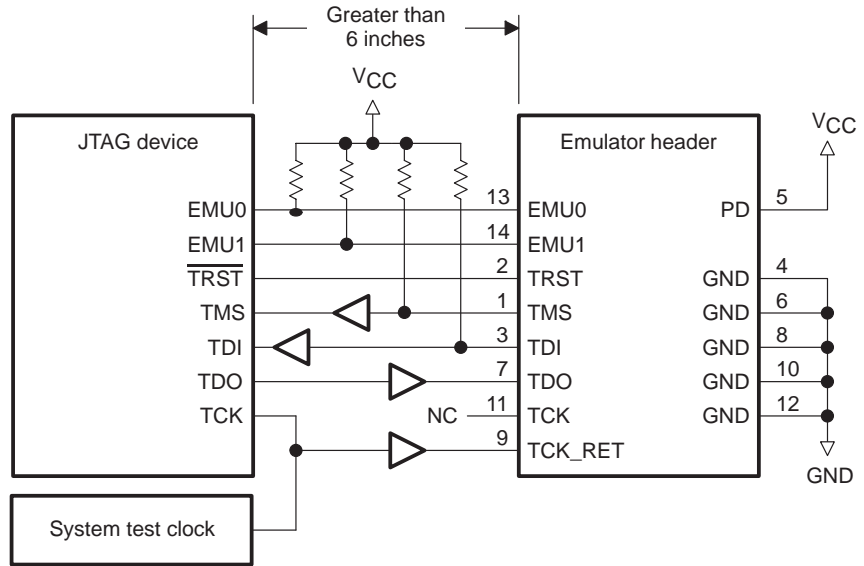 Greater than
6 inches
VCC
JTAG device
Emulator header
VCC
EMU0 13 EMU0 PD 5
EMU1 14 EMU1
TRST 2 TRST GND 4
TMS 1 TMS GND 6
TDI 3 TDI GND 8
TDO 7 TDO GND 10
TCK NC 11 TCK GND 12
9 TCK_RET
GND
System test clock